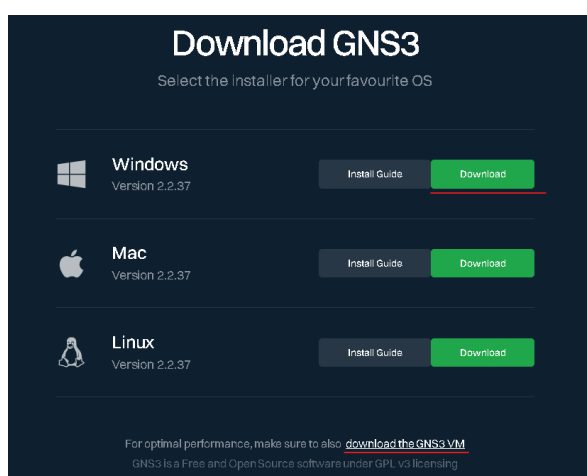 Download GNS3
Select the installer for your favourite OS
Windows
Version 2.2.37
Install Guide
Download
Mac
Version 2.2.37
Install Guide
Download
Linux
Version 2.2.37
Install Guide
Download
For optimal performance, make sure to also download the GNS3 VM
GNS3 is a Free and Open Source software under GPL v3 licensing